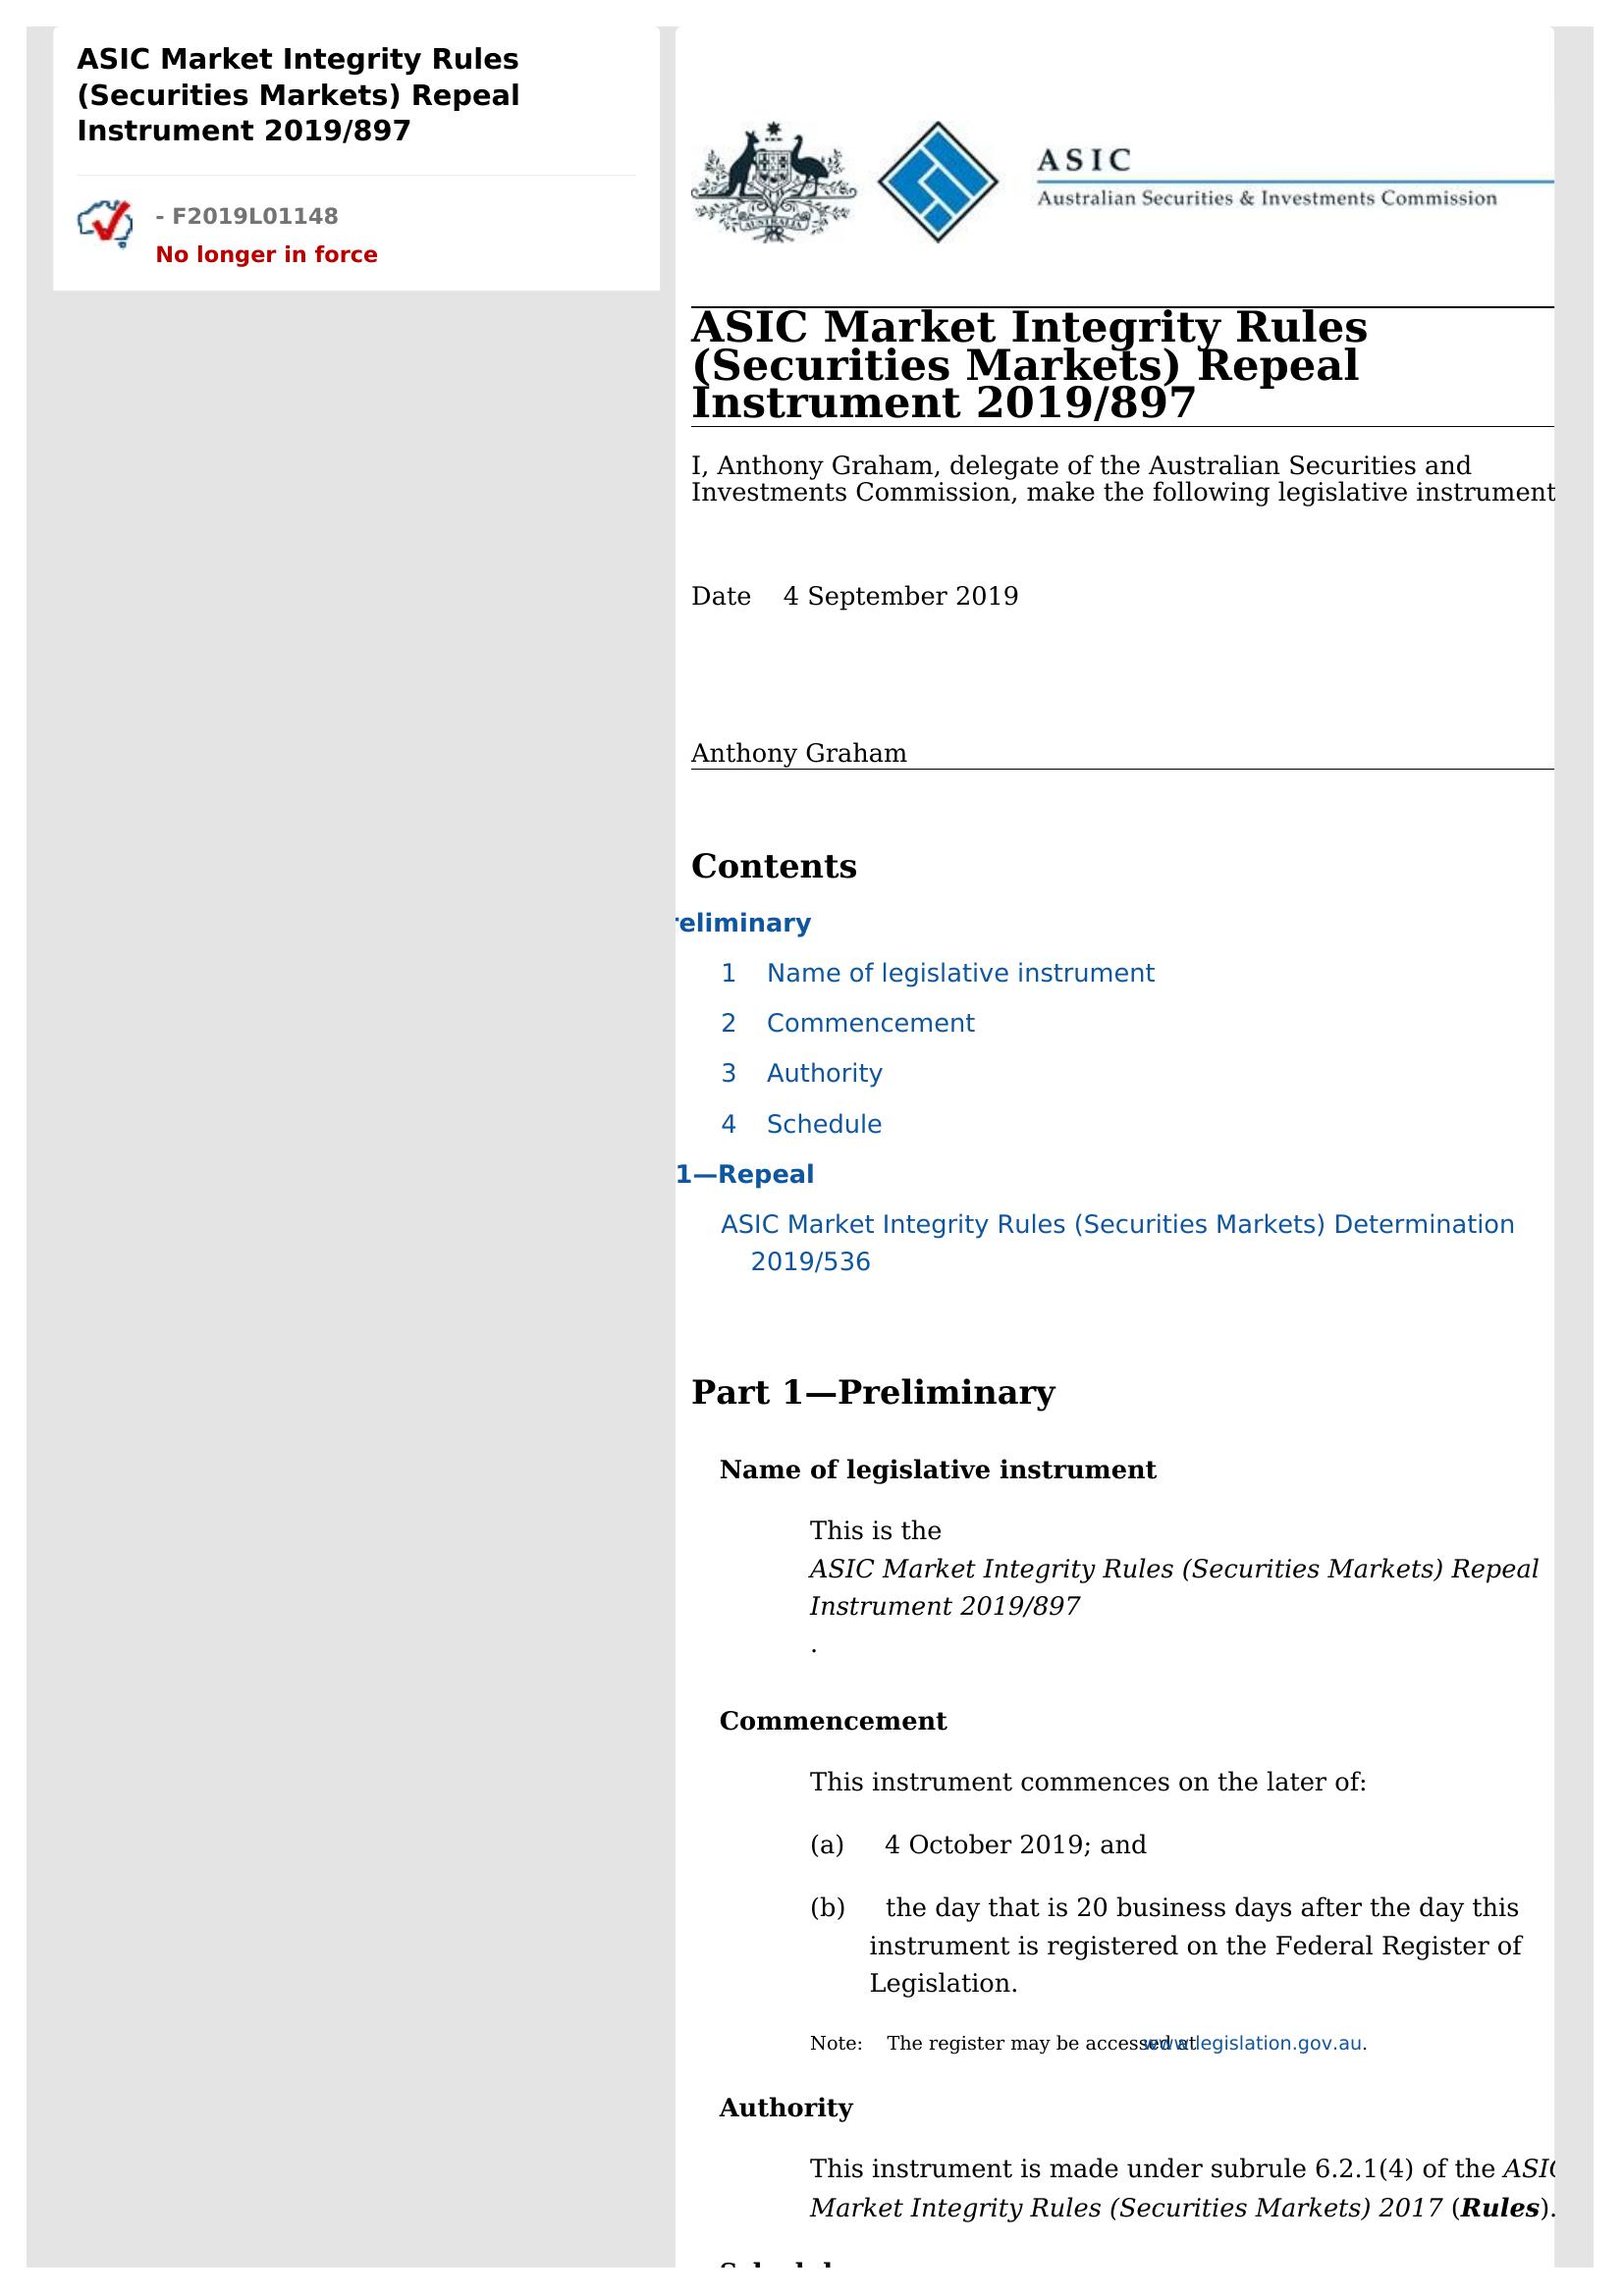 ASIC Market Integrity Rules
(Securities Markets) Repeal
Instrument 2019/897
- F2019L01148
No longer in force
AUSTRALIA
ASIC
Australian Securities & Investments Commission
ASIC Market Integrity Rules
(Securities Markets) Repeal
Instrument 2019/897
I, Anthony Graham, delegate of the Australian Securities and
Investments Commission, make the following legislative instrument
Date 4 September 2019
Anthony Graham
Contents
reliminary
1 Name of legislative instrument
2 Commencement
3 Authority
4 Schedule
1—Repeal
ASIC Market Integrity Rules (Securities Markets) Determination
2019/536
Part 1—Preliminary
Name of legislative instrument
This is the
ASIC Market Integrity Rules (Securities Markets) Repeal
Instrument 2019/897
.
Commencement
This instrument commences on the later of:
(a) 4 October 2019; and
(b) the day that is 20 business days after the day this
instrument is registered on the Federal Register of
Legislation.
Note: The register may be accessed at www.legislation.gov.au.
Authority
This instrument is made under subrule 6.2.1(4) of the ASIC
Market Integrity Rules (Securities Markets) 2017 (Rules).